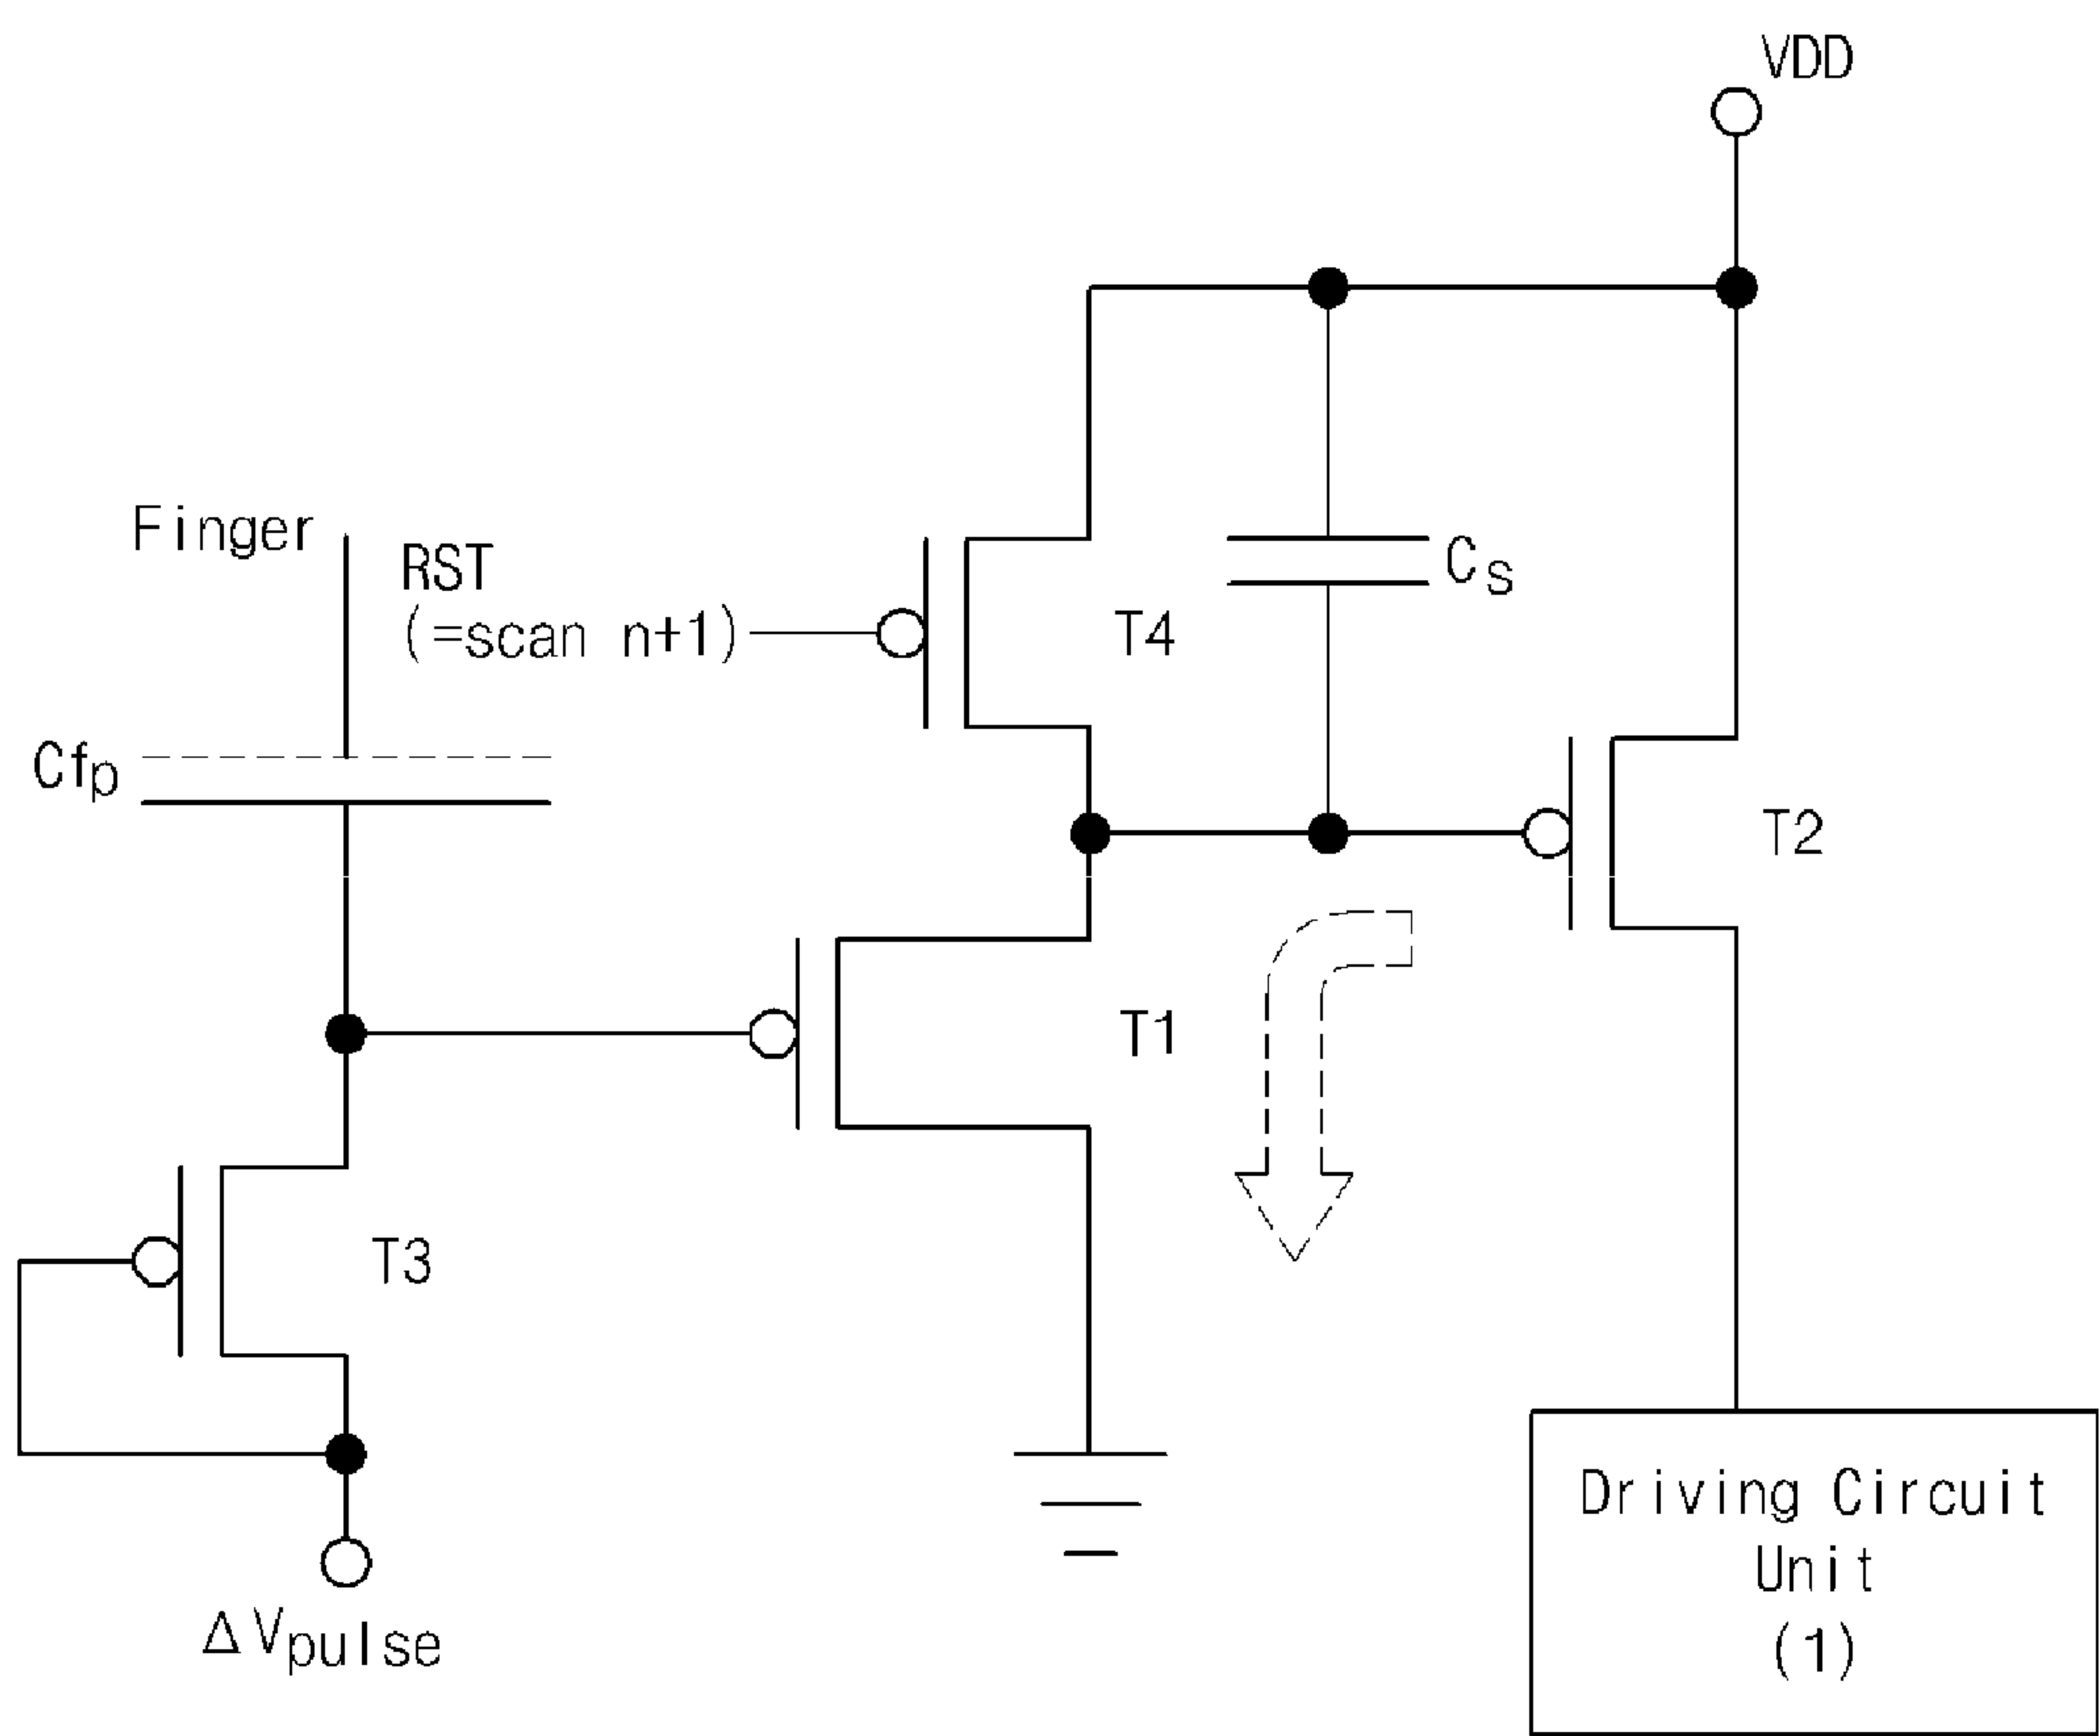 VDD
Finger
RST
(=scan n+1)
T4
Cs
Cfp
T2
T1
T3
ΔVpulse
Driving Circuit
Unit
(1)